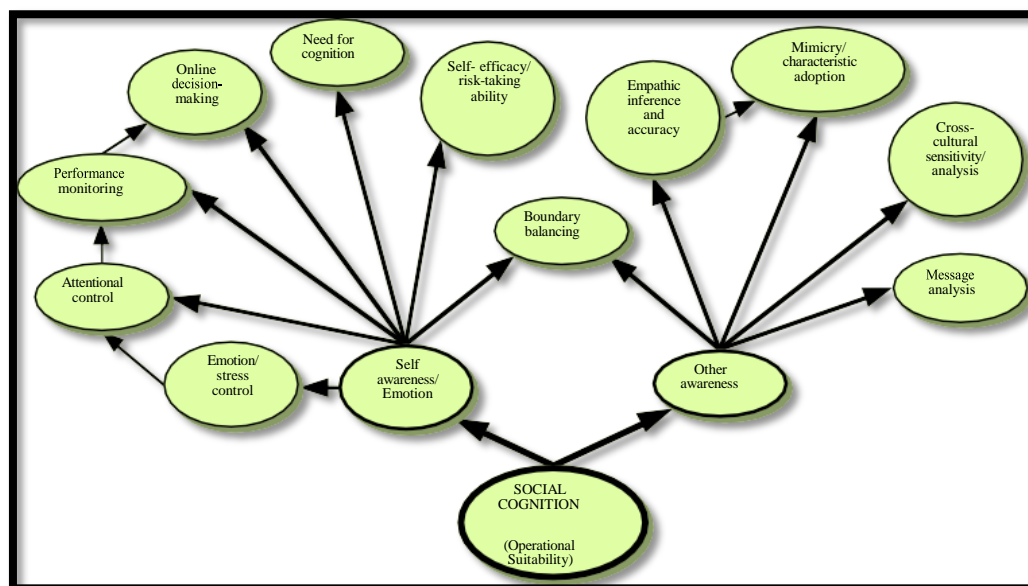 Need for
cognition
Online
decision-
making
Self- efficacy/
risk-taking
ability
Mimicry/
characteristic
adoption
Empathic
inference
and
accuracy
Cross-
cultural
sensitivity/
analysis
Performance
monitoring
Boundary
balancing
Attentional
control
Message
analysis
Emotion/
stress
control
Self
awareness/
Emotion
Other
awareness
SOCIAL
COGNITION
(Operational
Suitability)